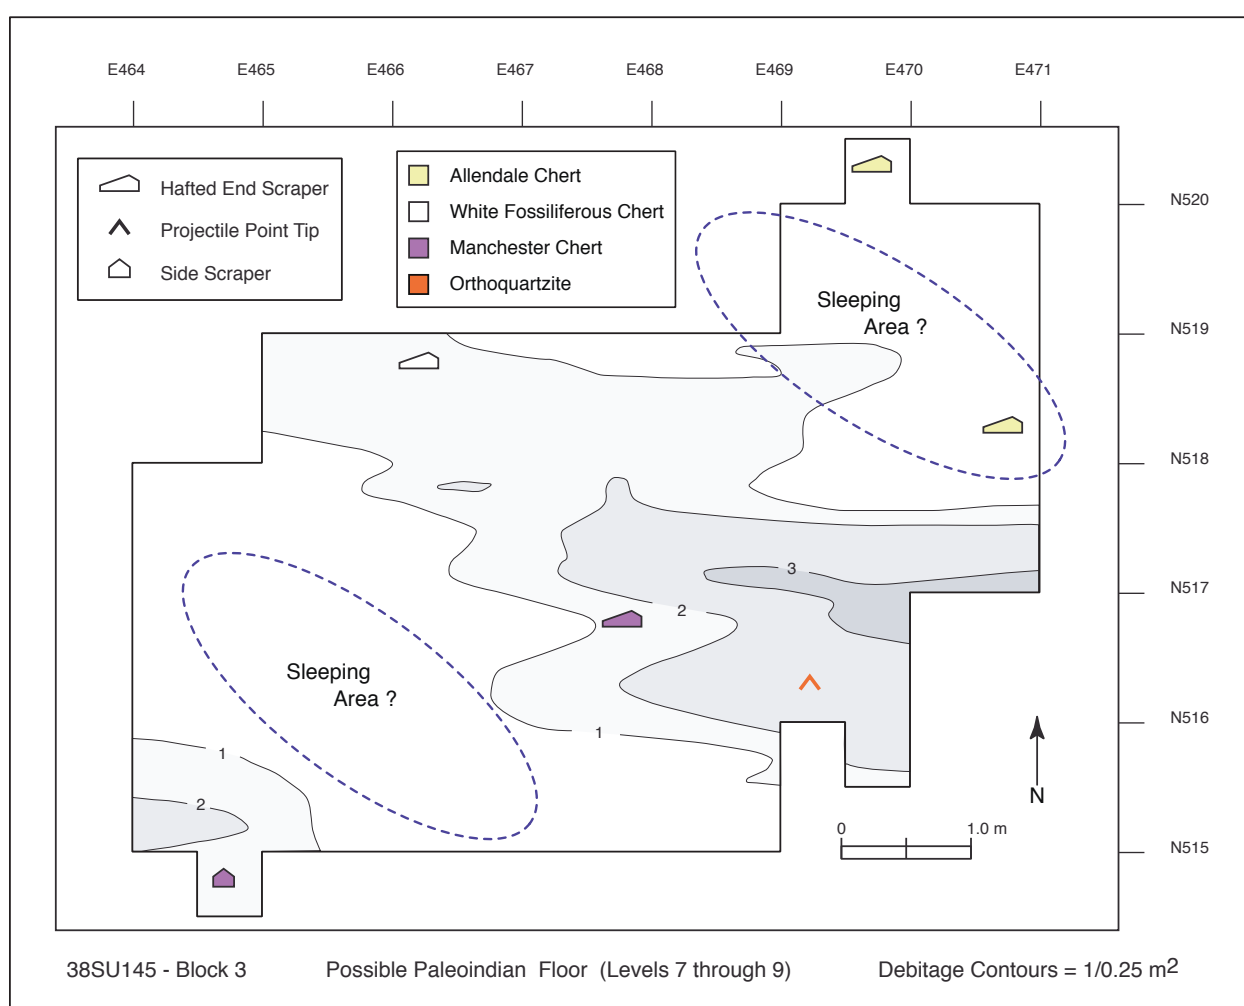 E464 E465 E466 E467 E468 E469 E470 E471
Hafted End Scraper
Projectile Point Tip
Side Scraper
Allendale Chert
White Fossiliferous Chert
Manchester Chert
Orthoquartzite
N520
Sleeping
Area ?
N519
N518
3
N517
2
Sleeping
Area ?
N516
1
1
2
N
0 1.0 m
N515
38SU145 - Block 3 Possible Paleoindian Floor (Levels 7 through 9) Debitage Contours = 1/0.25 m2